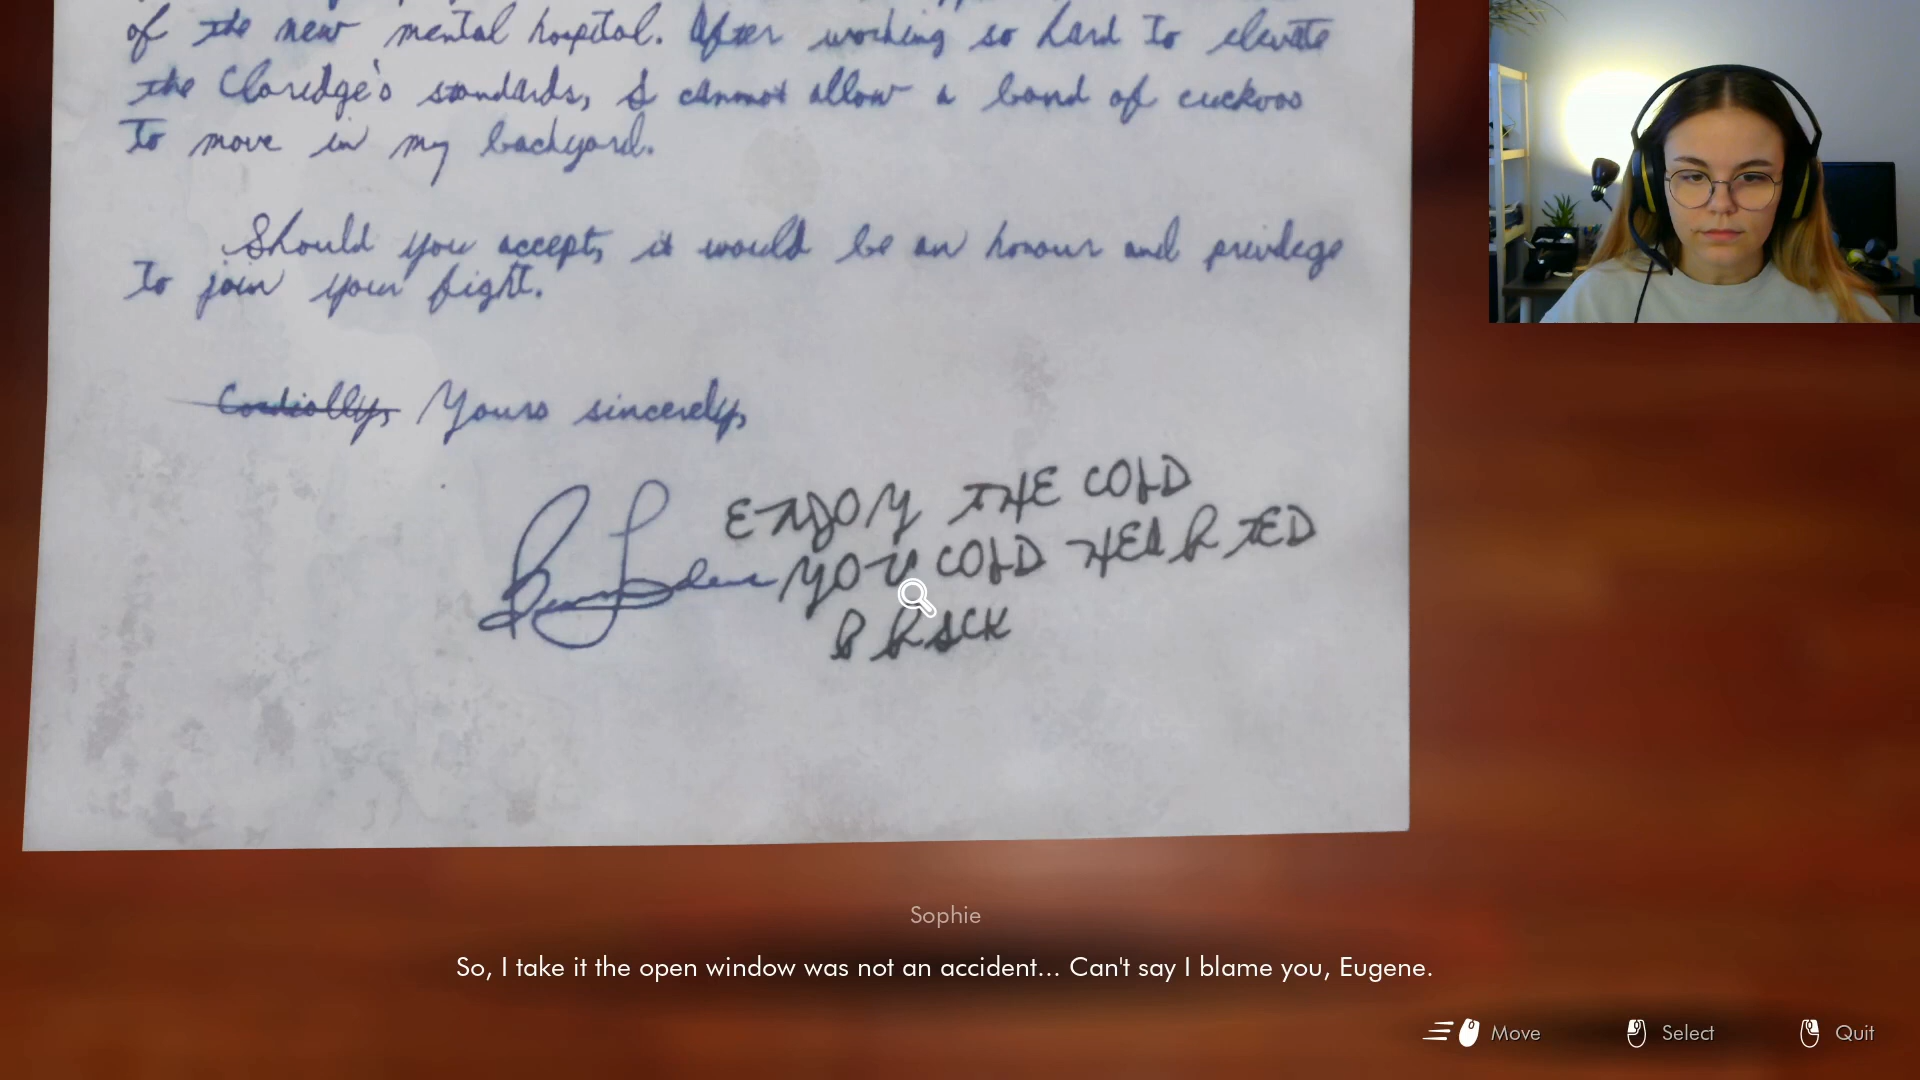 of the new mental hospital. After working so hard to elevate
the Claridge's standards, I cannot allow a band of cuckoos
to move in my backyard.
Should you accept, it would be an honour and privilege
to join your fight.
Cordially, Yours sincerely,
ENJOY THE COLD
YOU COLD HEARTED
Sophie
So, I take it the open window was not an accident... Can't say I blame you, Eugene.
Move Select Quit